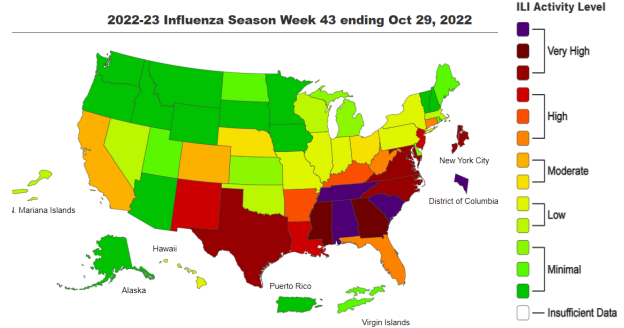 2022-23 Influenza Season Week 43 ending Oct 29, 2022
ILI Activity Level
Very High
High
Moderate
Low
Minimal
Insufficient Data
New York City
District of Columbia
. Mariana Islands
Hawaii
Alaska
Puerto Rico
Virgin Islands